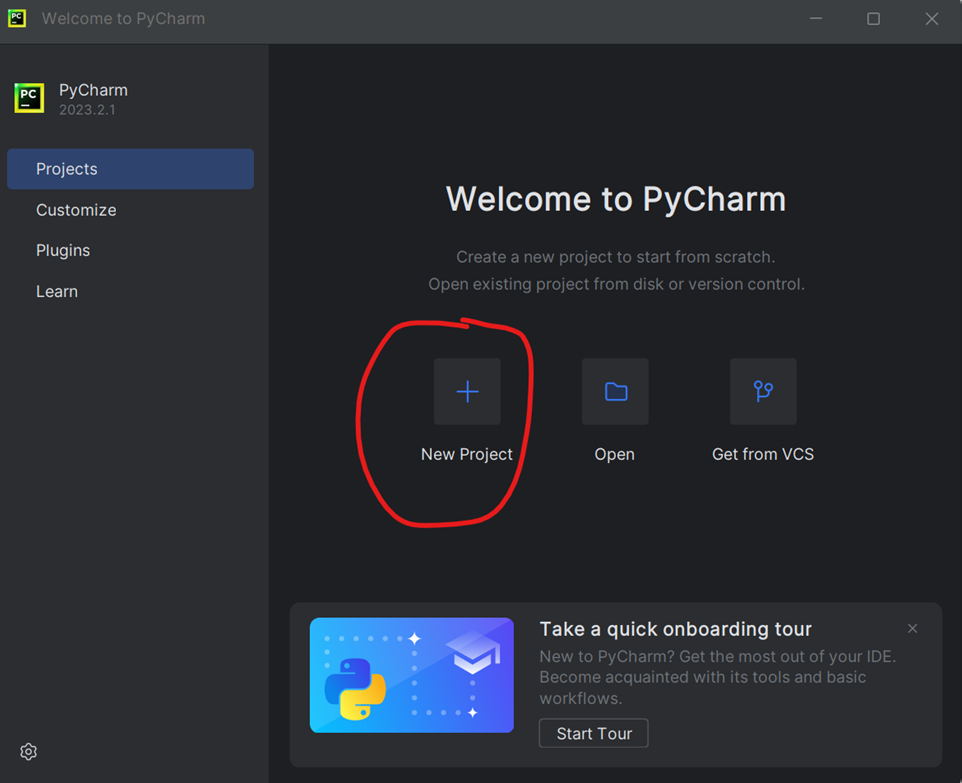 PC
Welcome to PyCharm
PC
PyCharm
2023.2.1
Projects
Customize
Plugins
Learn
Welcome to PyCharm
Create a new project to start from scratch.
Open existing project from disk or version control.
New Project
Open
Get from VCS
Take a quick onboarding tour
New to PyCharm? Get the most out of your IDE.
Become acquainted with its tools and basic
workflows.
Start Tour